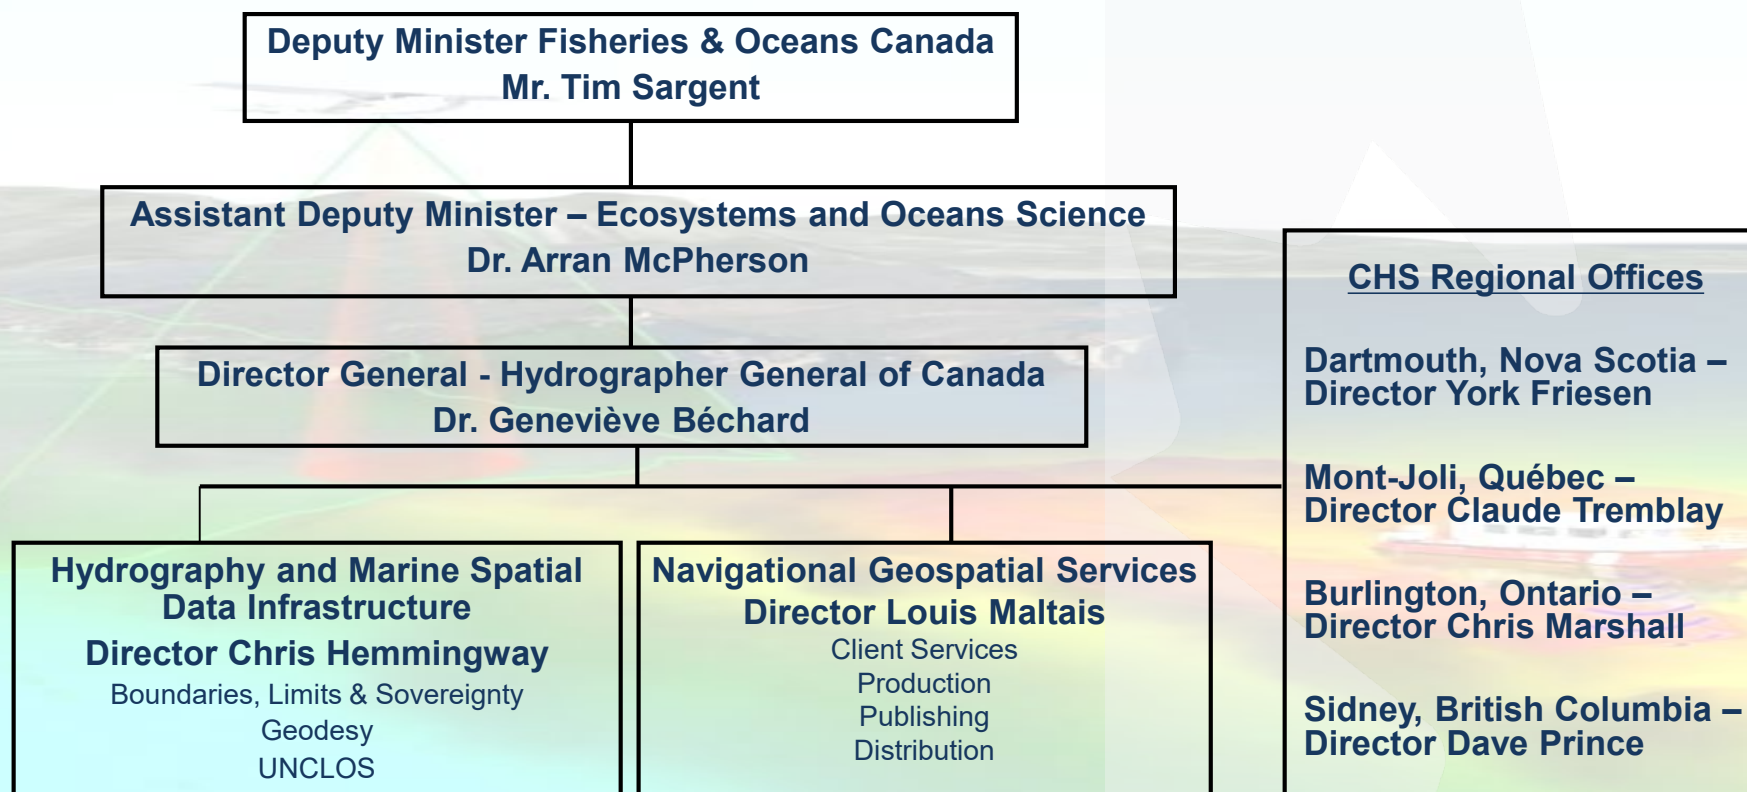 Deputy Minister Fisheries & Oceans Canada
Mr. Tim Sargent
Assistant Deputy Minister – Ecosystems and Oceans Science
Dr. Arran McPherson
Director General - Hydrographer General of Canada
Dr. Geneviève Béchard
Hydrography and Marine Spatial
Data Infrastructure
Director Chris Hemmingway
Boundaries, Limits & Sovereignty
Geodesy
UNCLOS
Navigational Geospatial Services
Director Louis Maltais
Client Services
Production
Publishing
Distribution
CHS Regional Offices
Dartmouth, Nova Scotia –
Director York Friesen
Mont-Joli, Québec –
Director Claude Tremblay
Burlington, Ontario –
Director Chris Marshall
Sidney, British Columbia –
Director Dave Prince